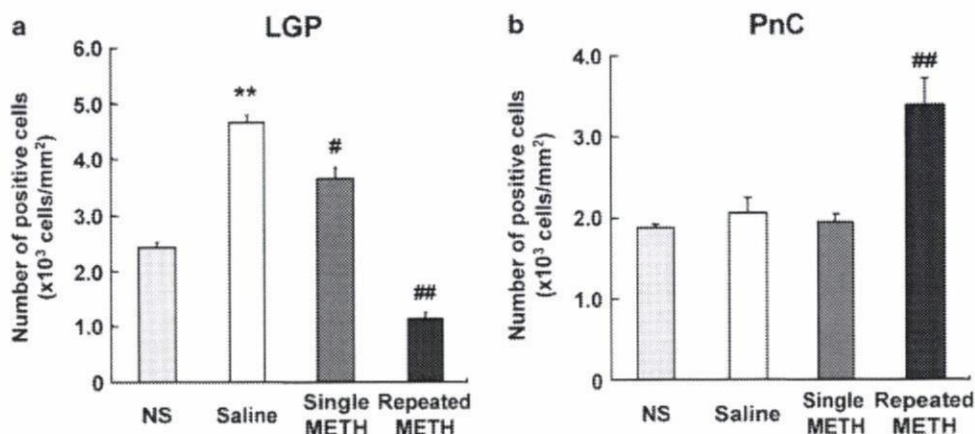 a
LGP
Number of positive cells
(x10³ cells/mm²)
6.0
5.0
4.0
3.0
2.0
1.0
0
**
#
##
NS
Saline
Single
METH
Repeated
METH
b
PnC
Number of positive cells
(x10³ cells/mm²)
4.0
3.0
2.0
1.0
0
##
NS
Saline
Single
METH
Repeated
METH